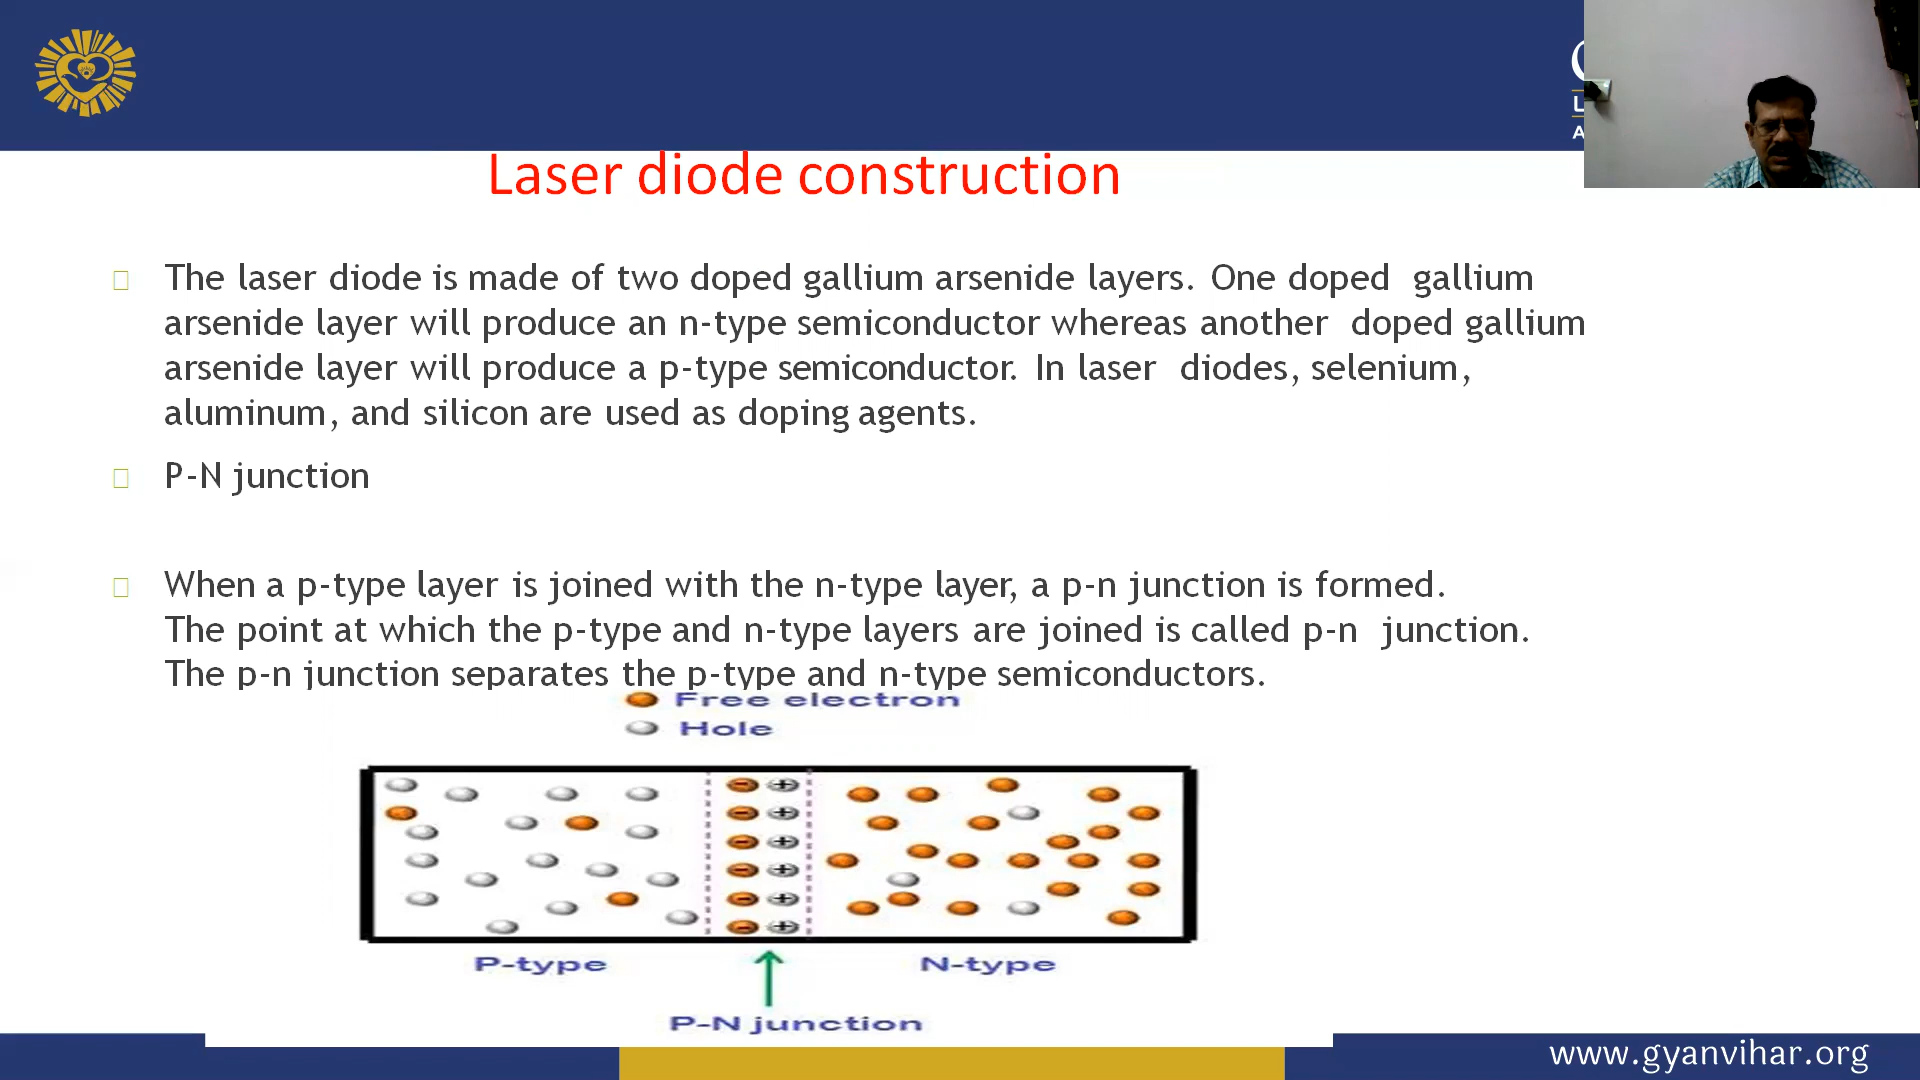 Laser diode construction
The laser diode is made of two doped gallium arsenide layers. One doped gallium
arsenide layer will produce an n-type semiconductor whereas another doped gallium
arsenide layer will produce a p-type semiconductor. In laser diodes, selenium,
aluminum, and silicon are used as doping agents.
P-N junction
When a p-type layer is joined with the n-type layer, a p-n junction is formed.
The point at which the p-type and n-type layers are joined is called p-n junction.
The p-n junction separates the p-type and n-type semiconductors.
Free electron
Hole
P-type
N-type
P-N junction
www.gyanvihar.org